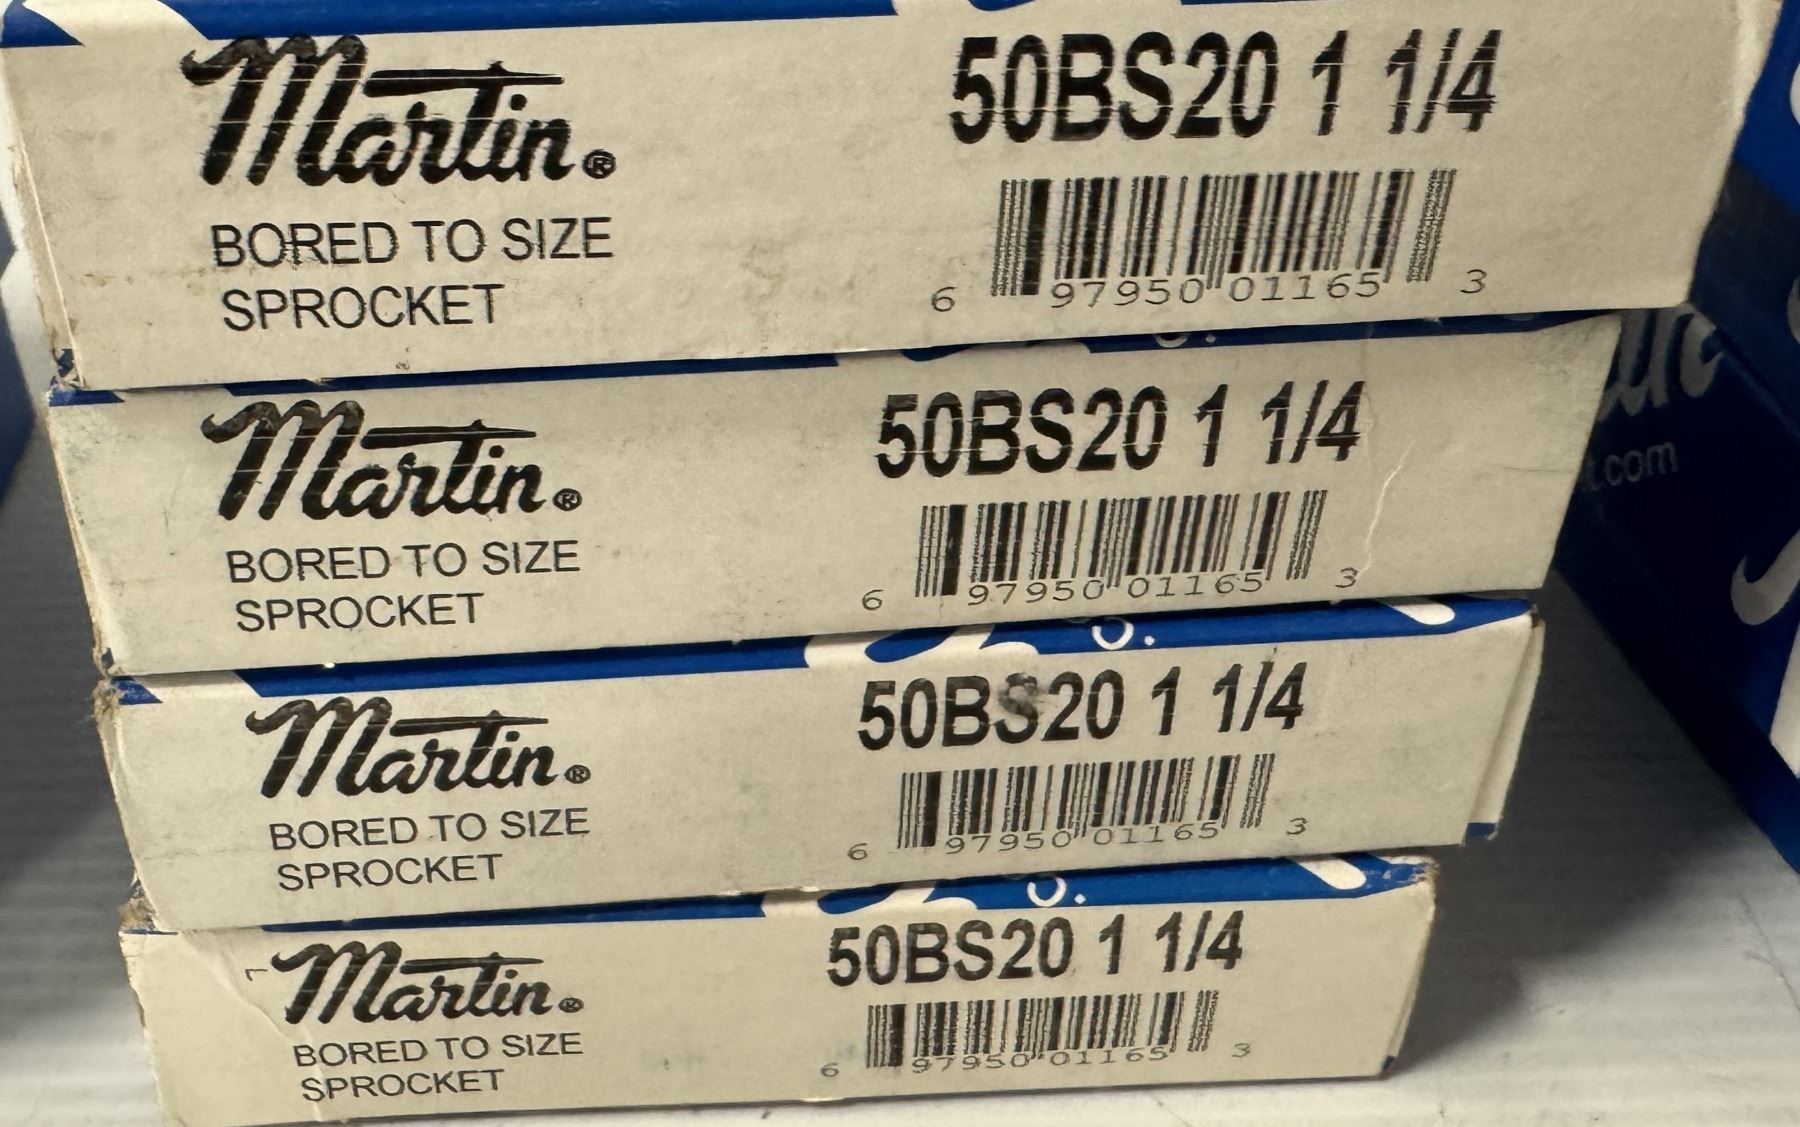 Martin®
BORED TO SIZE
SPROCKET
50BS20 1 1/4
6 97950 01165 3
Martin®
BORED TO SIZE
SPROCKET
50BS20 1 1/4
6 97950 01165 3
.com
Martin®
BORED TO SIZE
SPROCKET
50BS20 1 1/4
6 97950 01165 3
Martin®
BORED TO SIZE
SPROCKET
50BS20 1 1/4
6 97950 01165 3